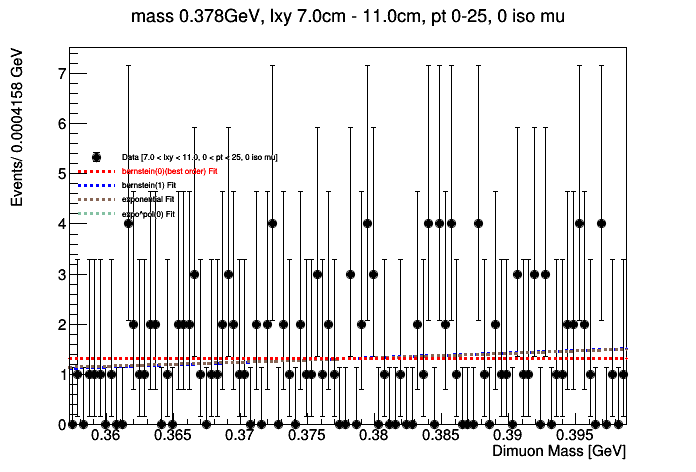 mass 0.378GeV, lxy 7.0cm - 11.0cm, pt 0-25, 0 iso mu
Events/ 0.0004158 GeV
7
6
5
4
3
2
1
0
Data [7.0 < lxy < 11.0, 0 < pt < 25, 0 iso mu]
bernstein(0)(best order) Fit
bernstein(1) Fit
exponential Fit
expo*pol(0) Fit
0.36 0.365 0.37 0.375 0.38 0.385 0.39 0.395
Dimuon Mass [GeV]